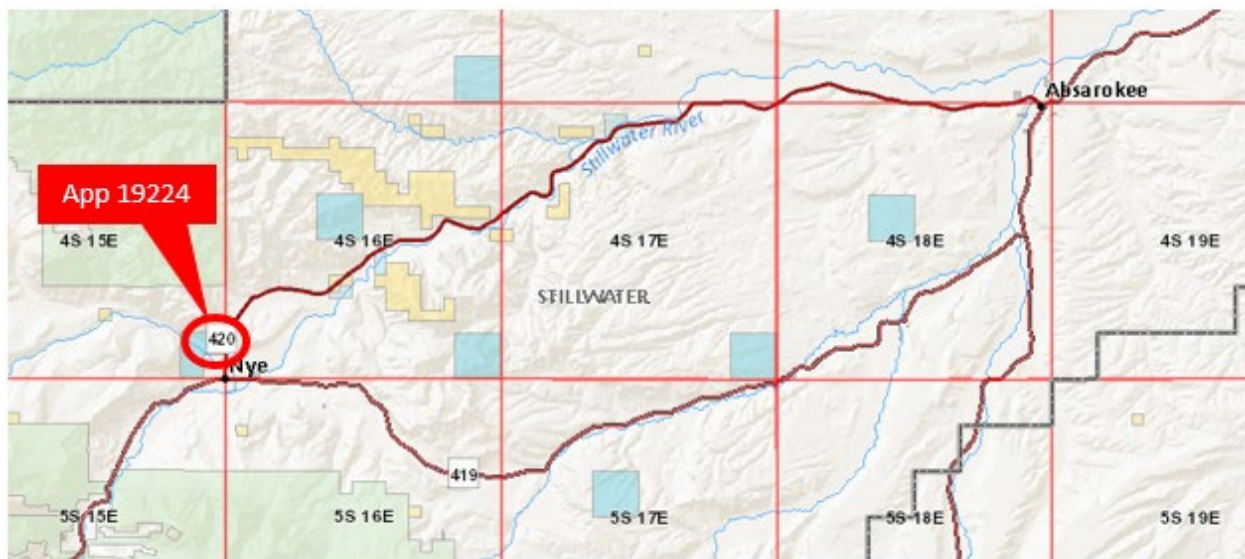 Absarokee
Stillwater River
App 19224
4S 15E
4S 16E
4S 17E
4S 18E
4S 19E
STILLWATER
420
Nye
419
5S 15E
5S 16E
5S 17E
5S 18E
5S 19E